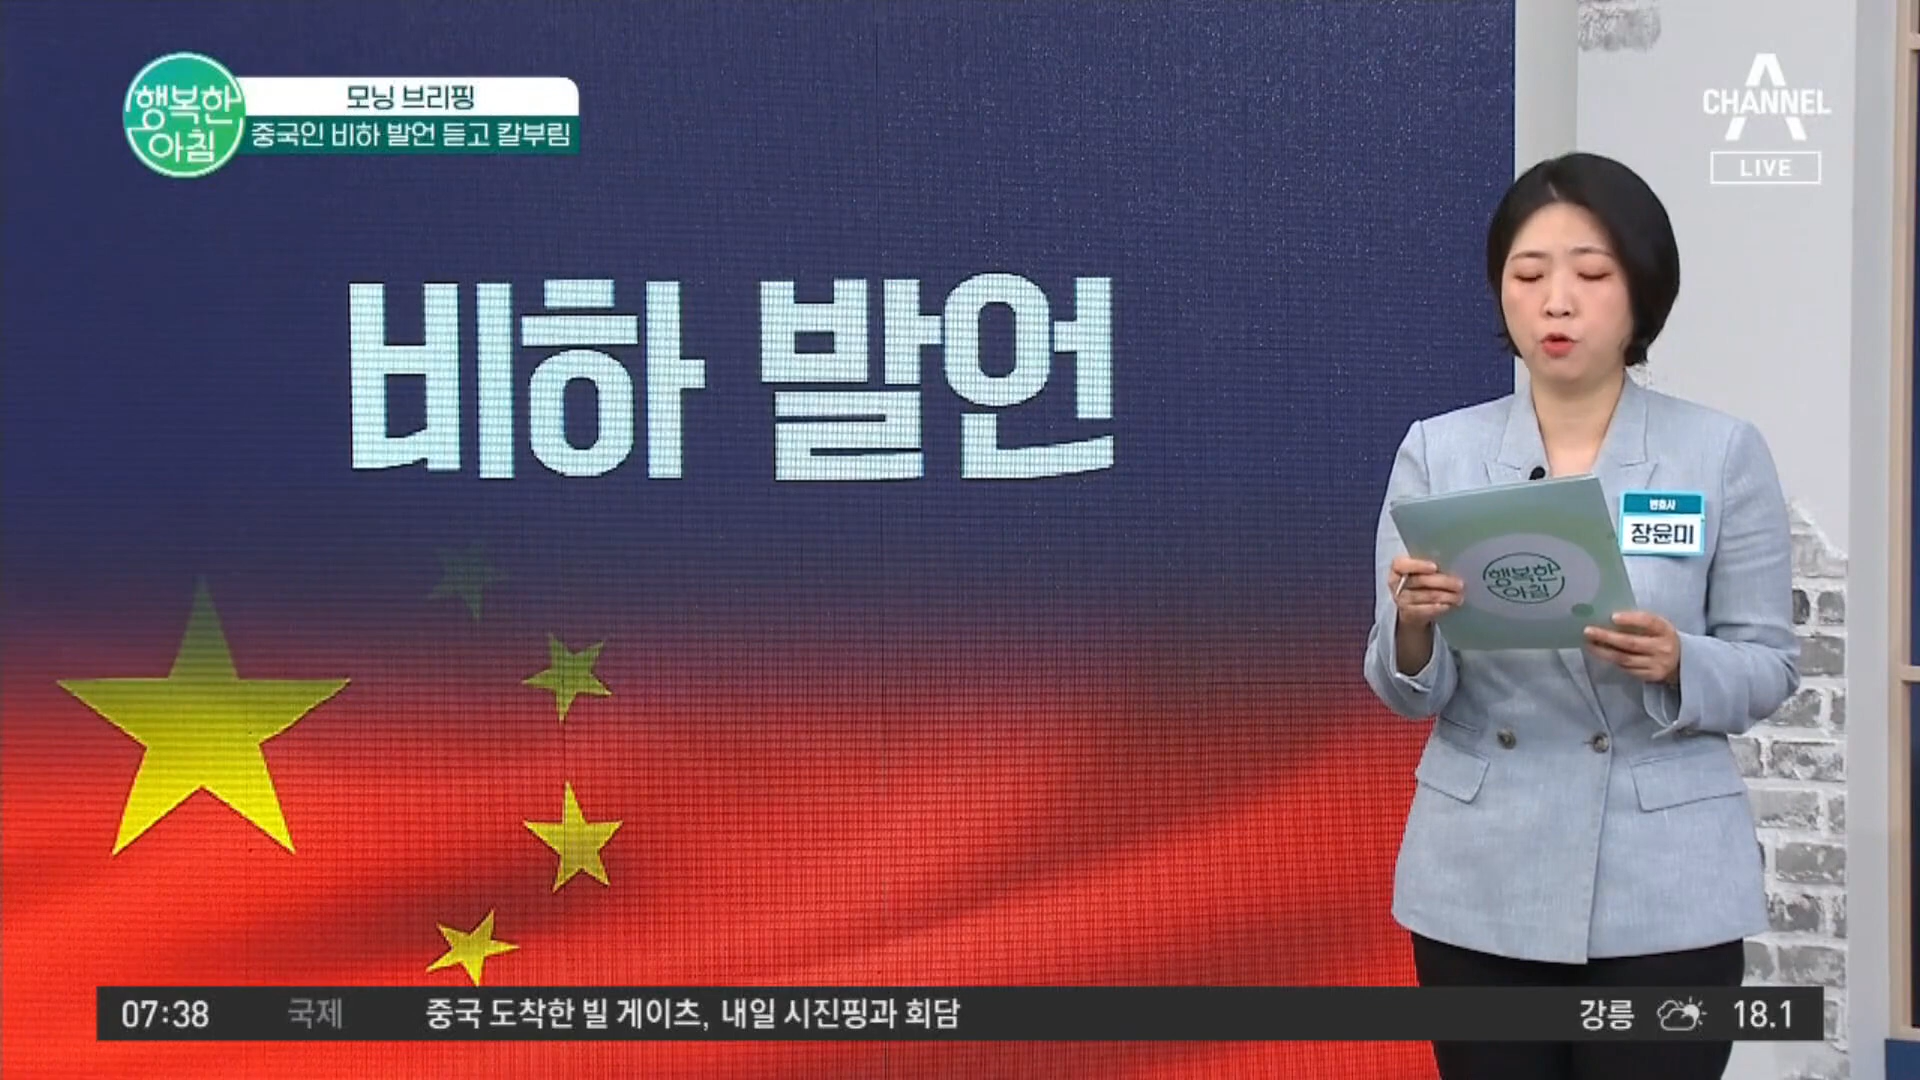 행복한
아침
모닝 브리핑
중국인 비하 발언 듣고 칼부림
CHANNEL A
LIVE
비하 발언
변호사
장윤미
행복한
아침
07:38 국제 중국 도착한 빌 게이츠, 내일 시진핑과 회담 강릉 18.1